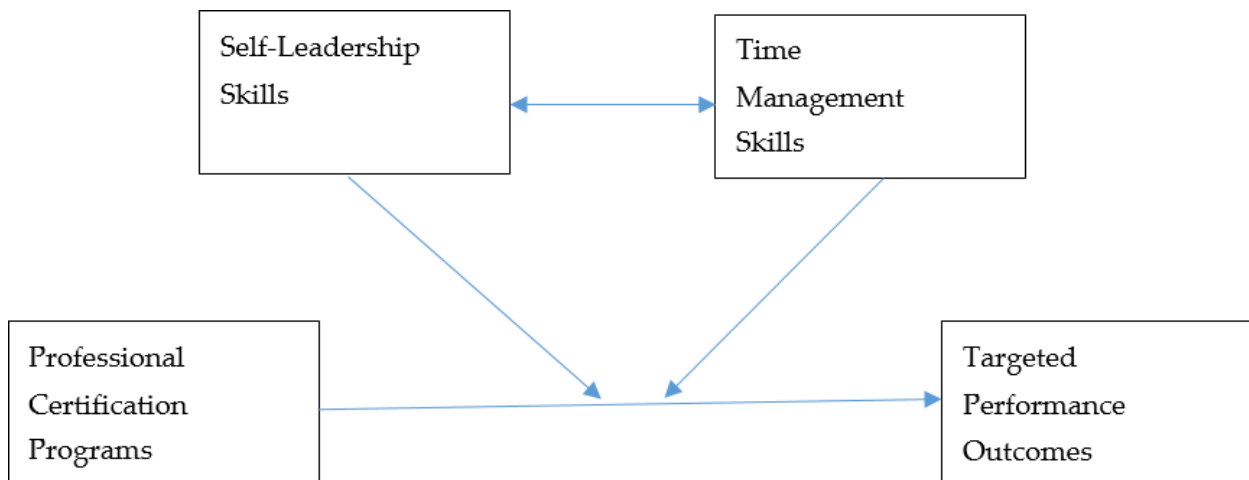 Self-Leadership
Skills
Time
Management
Skills
Professional
Certification
Programs
Targeted
Performance
Outcomes